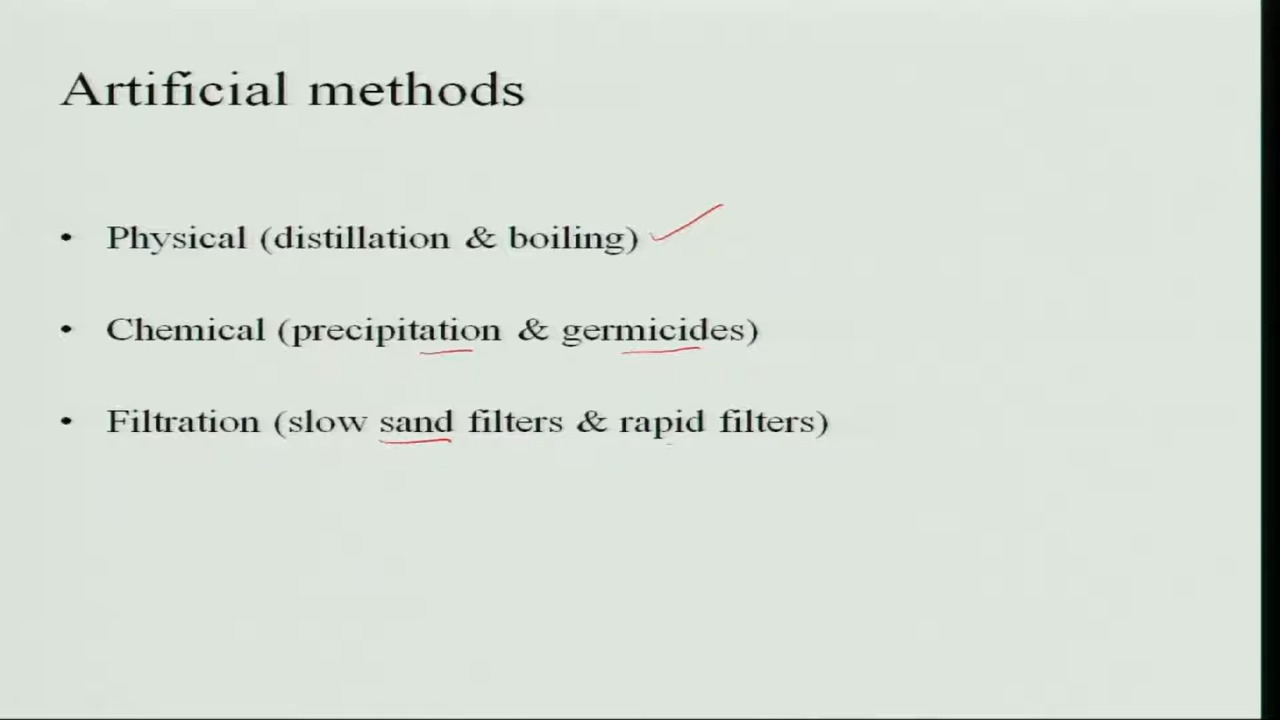 Artificial methods
• Physical (distillation & boiling)
• Chemical (precipitation & germicides)
• Filtration (slow sand filters & rapid filters)